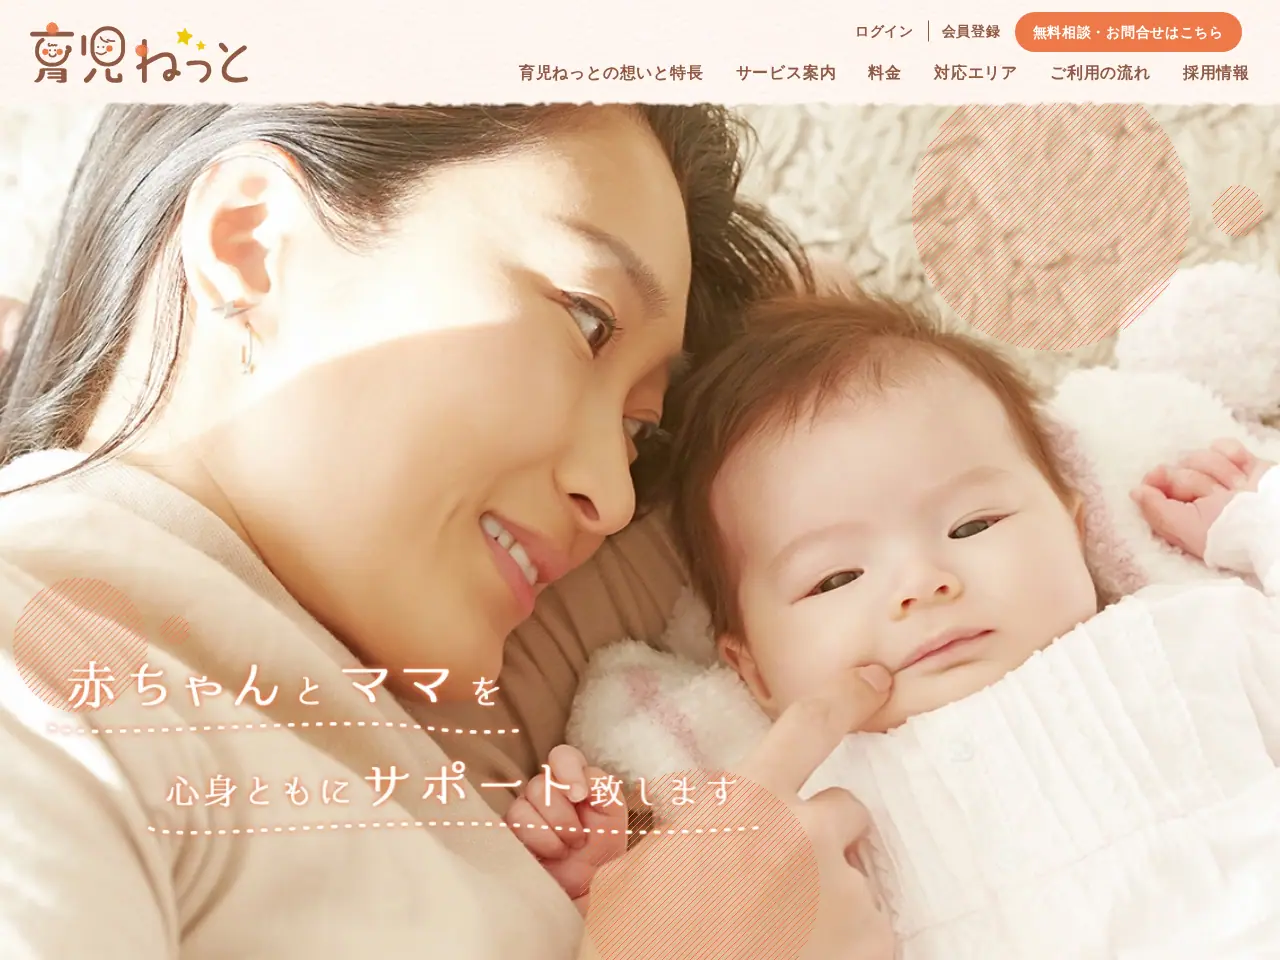 育児ねっと
ログイン
会員登録
無料相談・お問合せはこちら
育児ねっとの想いと特長
サービス案内
料金
対応エリア
ご利用の流れ
採用情報
赤ちゃんとママを
心身ともにサポート致します